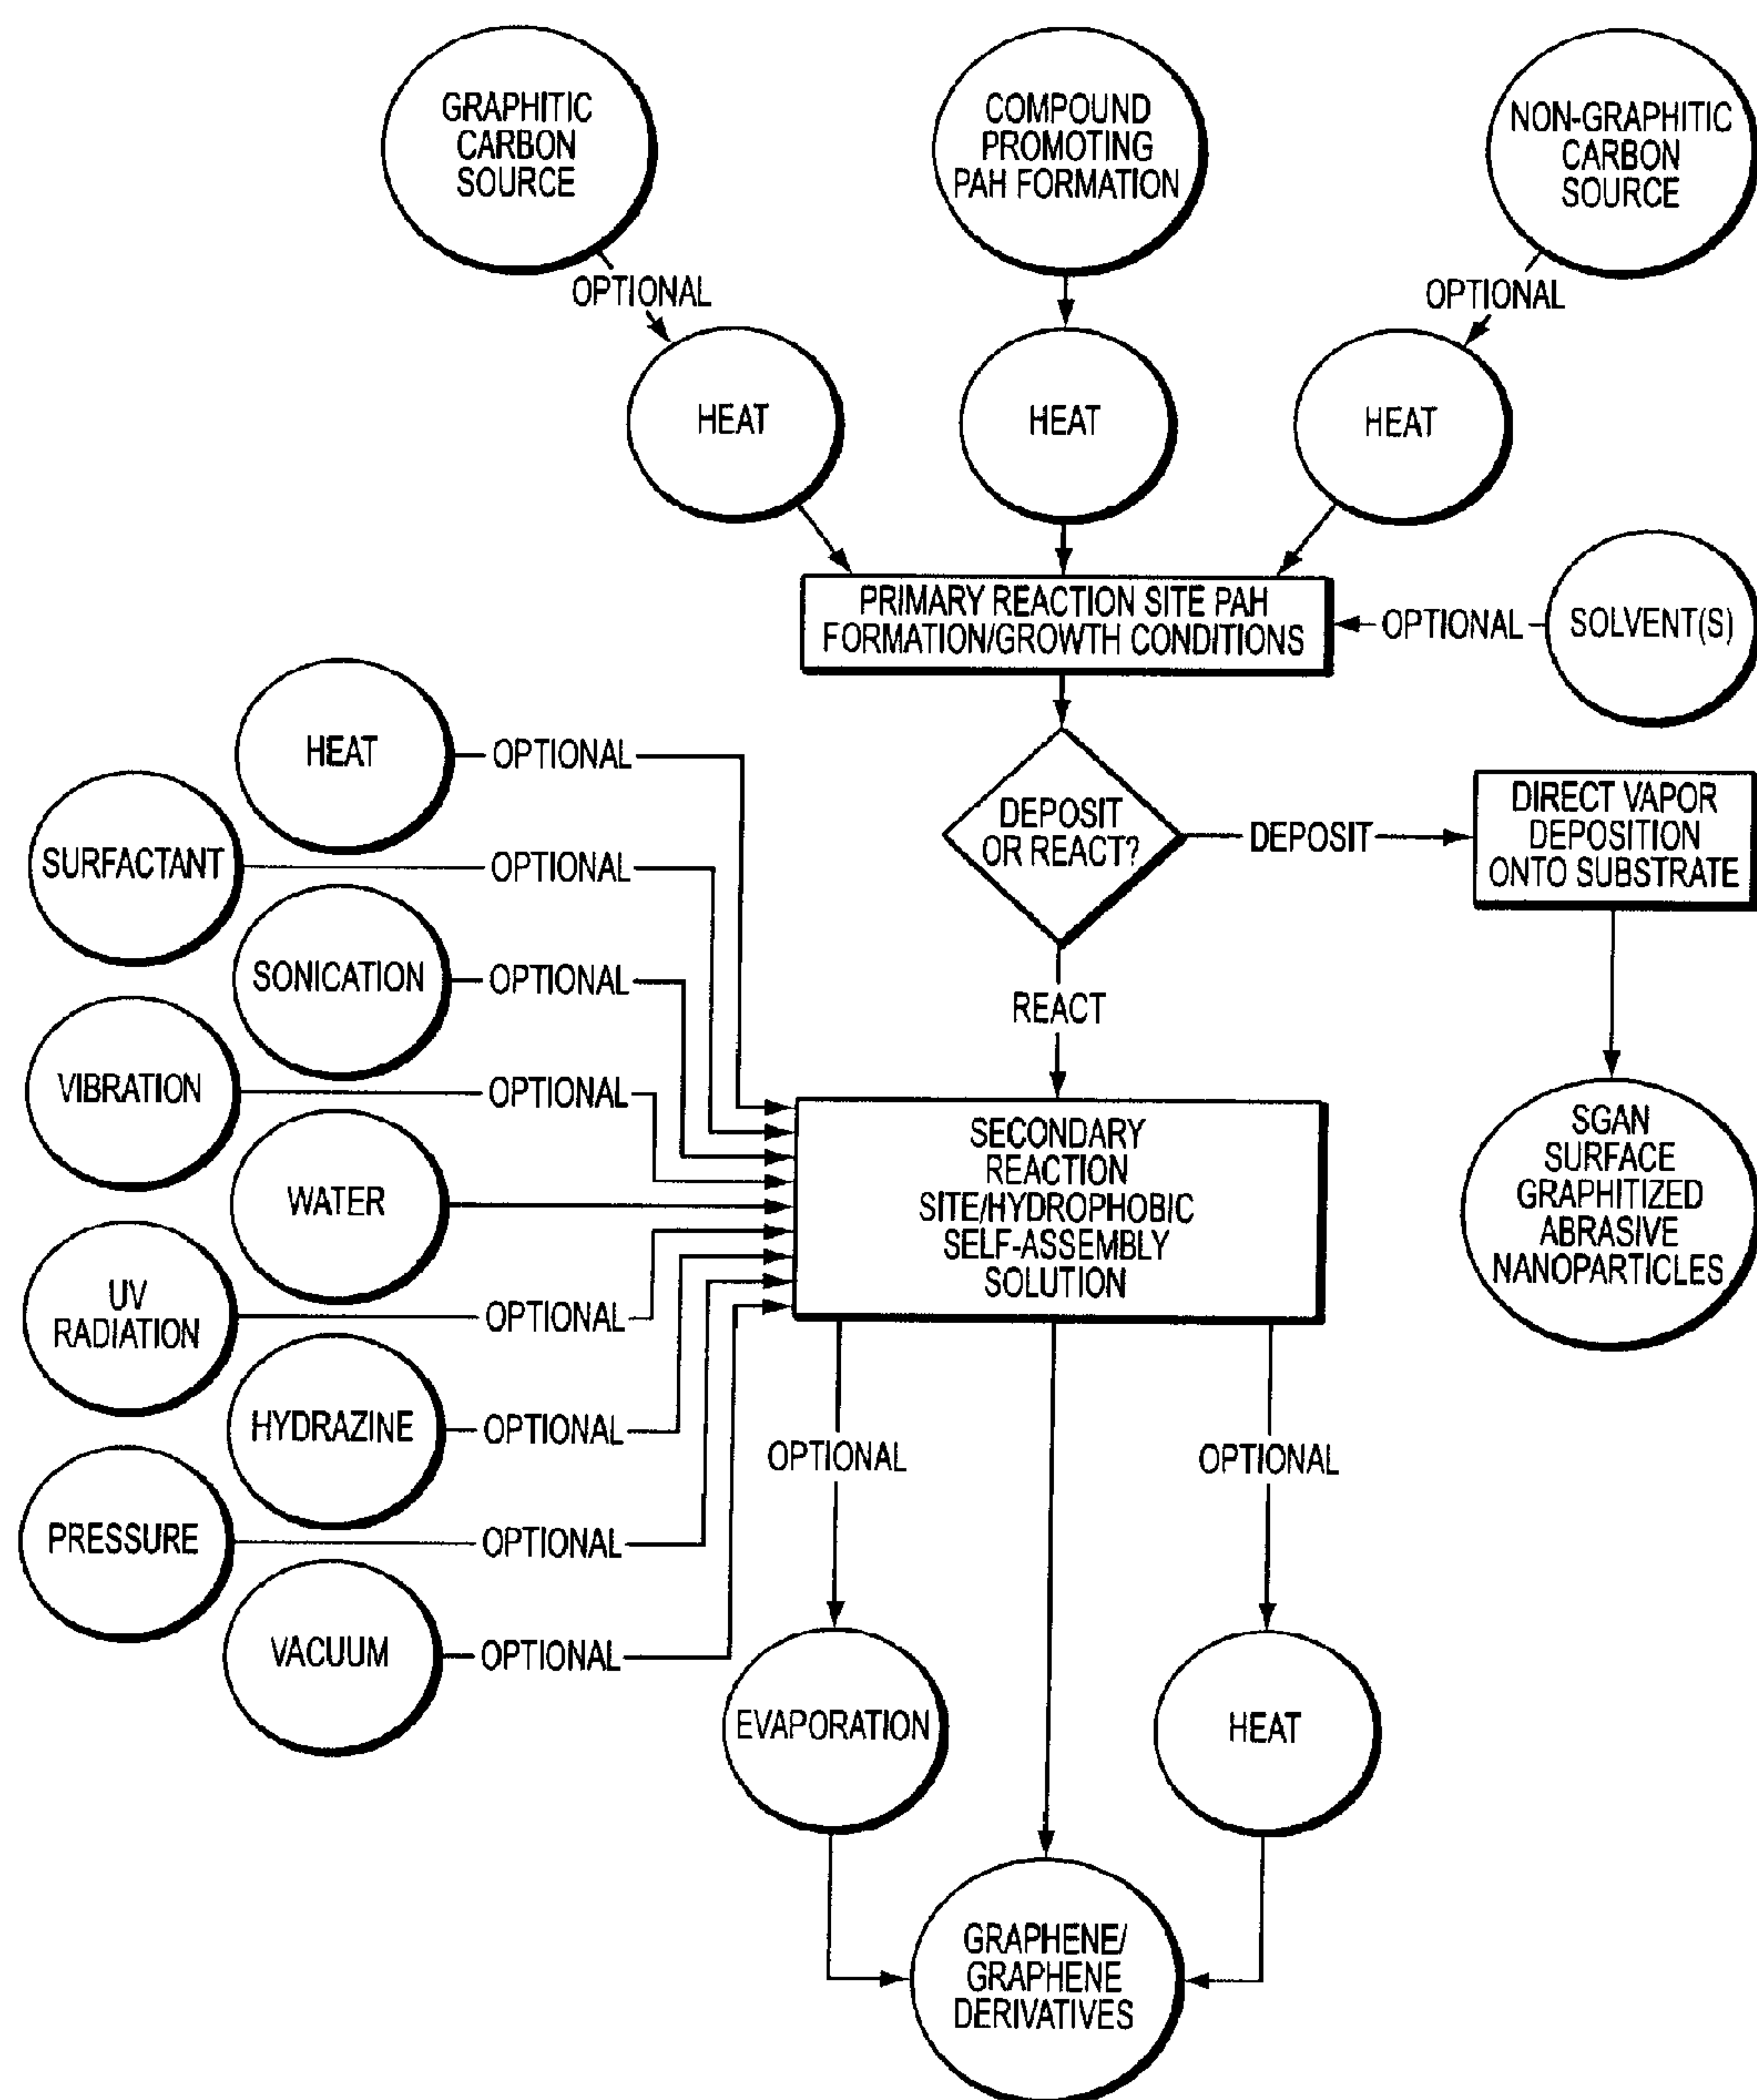 GRAPHITIC
CARBON
SOURCE
COMPOUND
PROMOTING
PAH FORMATION
NON-GRAPHITIC
CARBON
SOURCE
OPTIONAL
OPTIONAL
HEAT
HEAT
HEAT
PRIMARY REACTION SITE PAH
FORMATION/GROWTH CONDITIONS
OPTIONAL
SOLVENT(S)
HEAT
OPTIONAL
SURFACTANT
OPTIONAL
SONICATION
OPTIONAL
VIBRATION
OPTIONAL
WATER
UV
RADIATION
OPTIONAL
HYDRAZINE
OPTIONAL
PRESSURE
OPTIONAL
VACUUM
OPTIONAL
DEPOSIT
OR REACT?
DEPOSIT
DIRECT VAPOR
DEPOSITION
ONTO SUBSTRATE
REACT
SGAN
SURFACE
GRAPHITIZED
ABRASIVE
NANOPARTICLES
SECONDARY
REACTION
SITE/HYDROPHOBIC
SELF-ASSEMBLY
SOLUTION
OPTIONAL
OPTIONAL
EVAPORATION
HEAT
GRAPHENE/
GRAPHENE
DERIVATIVES